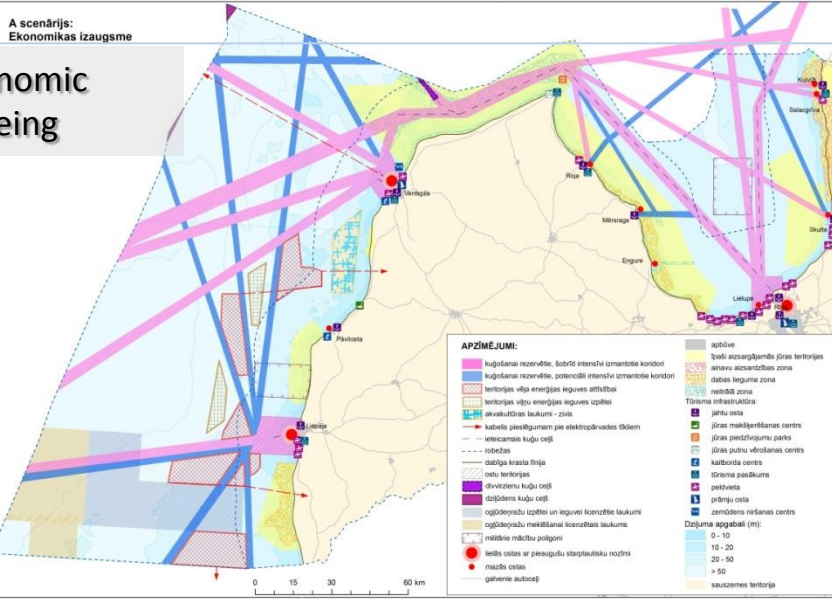 A scenārijs:
Ekonomikas izaugsme
nomic
eing
Kuiviži
Salacgrīva
Roja
Ventspils
Mērsrags
Skulte
Engure
Lielupe
Pāvilosta
Liepāja
APZĪMĒJUMI:
kuģošanai rezervētie, šobrīd intensīvi izmantotie koridori
kuģošanai rezervētie, potenciāli intensīvi izmantotie koridori
teritorijas vēja enerģijas ieguves attīstībai
teritorijas viļņu enerģijas ieguves izpētei
akvakultūras laukumi - zivis
kabelis pieslēgumam pie elektropārvades tīkliem
ieteicamais kuģu ceļš
robežas
dabīga krasta līnija
ostu teritorijas
divvirzienu kuģu ceļš
dziļūdens kuģu ceļš
ogļūdeņražu izpētei un ieguvei licenzētie laukumi
ogļūdeņražu meklēšanai licenzētais laukums
militārie mācību poligoni
lielās ostas ar pieaugušu starptautisku nozīmi
mazās ostas
galvenie autoceļi
apbūve
īpaši aizsargājamās jūras teritorijas
ainavu aizsardzības zona
dabas lieguma zona
neitrālā zona
Tūrisma infrastruktūra:
jahtu osta
jūras makšķerēšanas centrs
jūras piedzīvojumu parks
jūras putnu vērošanas centrs
kaitborda centrs
tūrisma pasākums
peldvieta
prāmju osta
zemūdens niršanas centrs
Dziļuma apgabali (m):
0 - 10
10 - 20
20 - 50
> 50
sauszemes teritorija
0 15 30 60 km